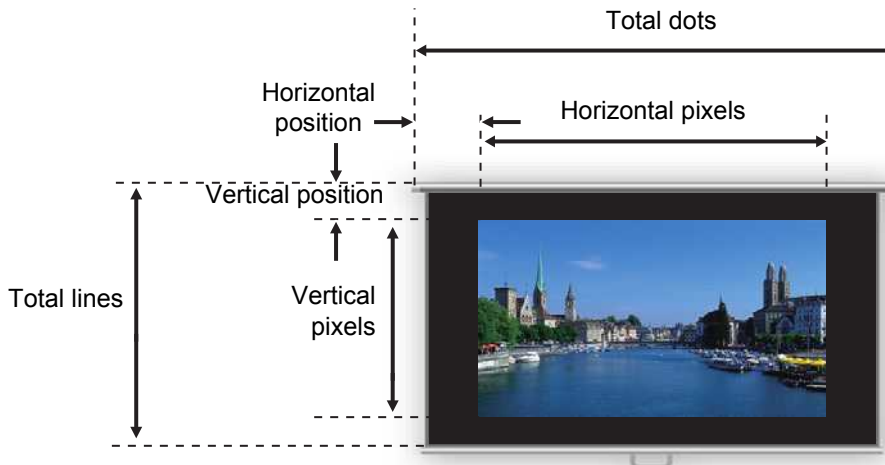 Total dots
Horizontal
position
Horizontal pixels
Vertical position
Total lines
Vertical
pixels